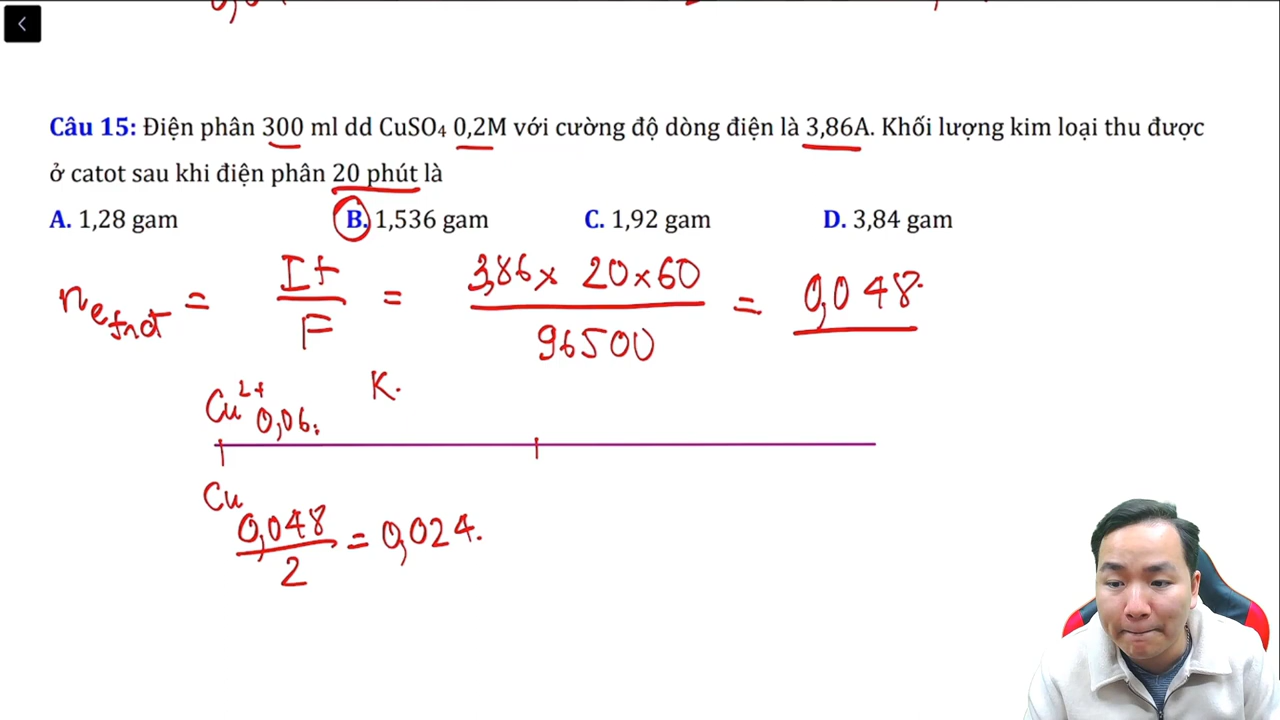 Câu 15: Điện phân 300 ml dd CuSO₄ 0,2M với cường độ dòng điện là 3,86A. Khối lượng kim loại thu được
ở catot sau khi điện phân 20 phút là
A. 1,28 gam B. 1,536 gam C. 1,92 gam D. 3,84 gam
n_e = It/F = 3,86 x 20 x 60 / 96500 = 0,048.
K.
Cu²⁺ 0,06.
Cu
0,048/2 = 0,024.